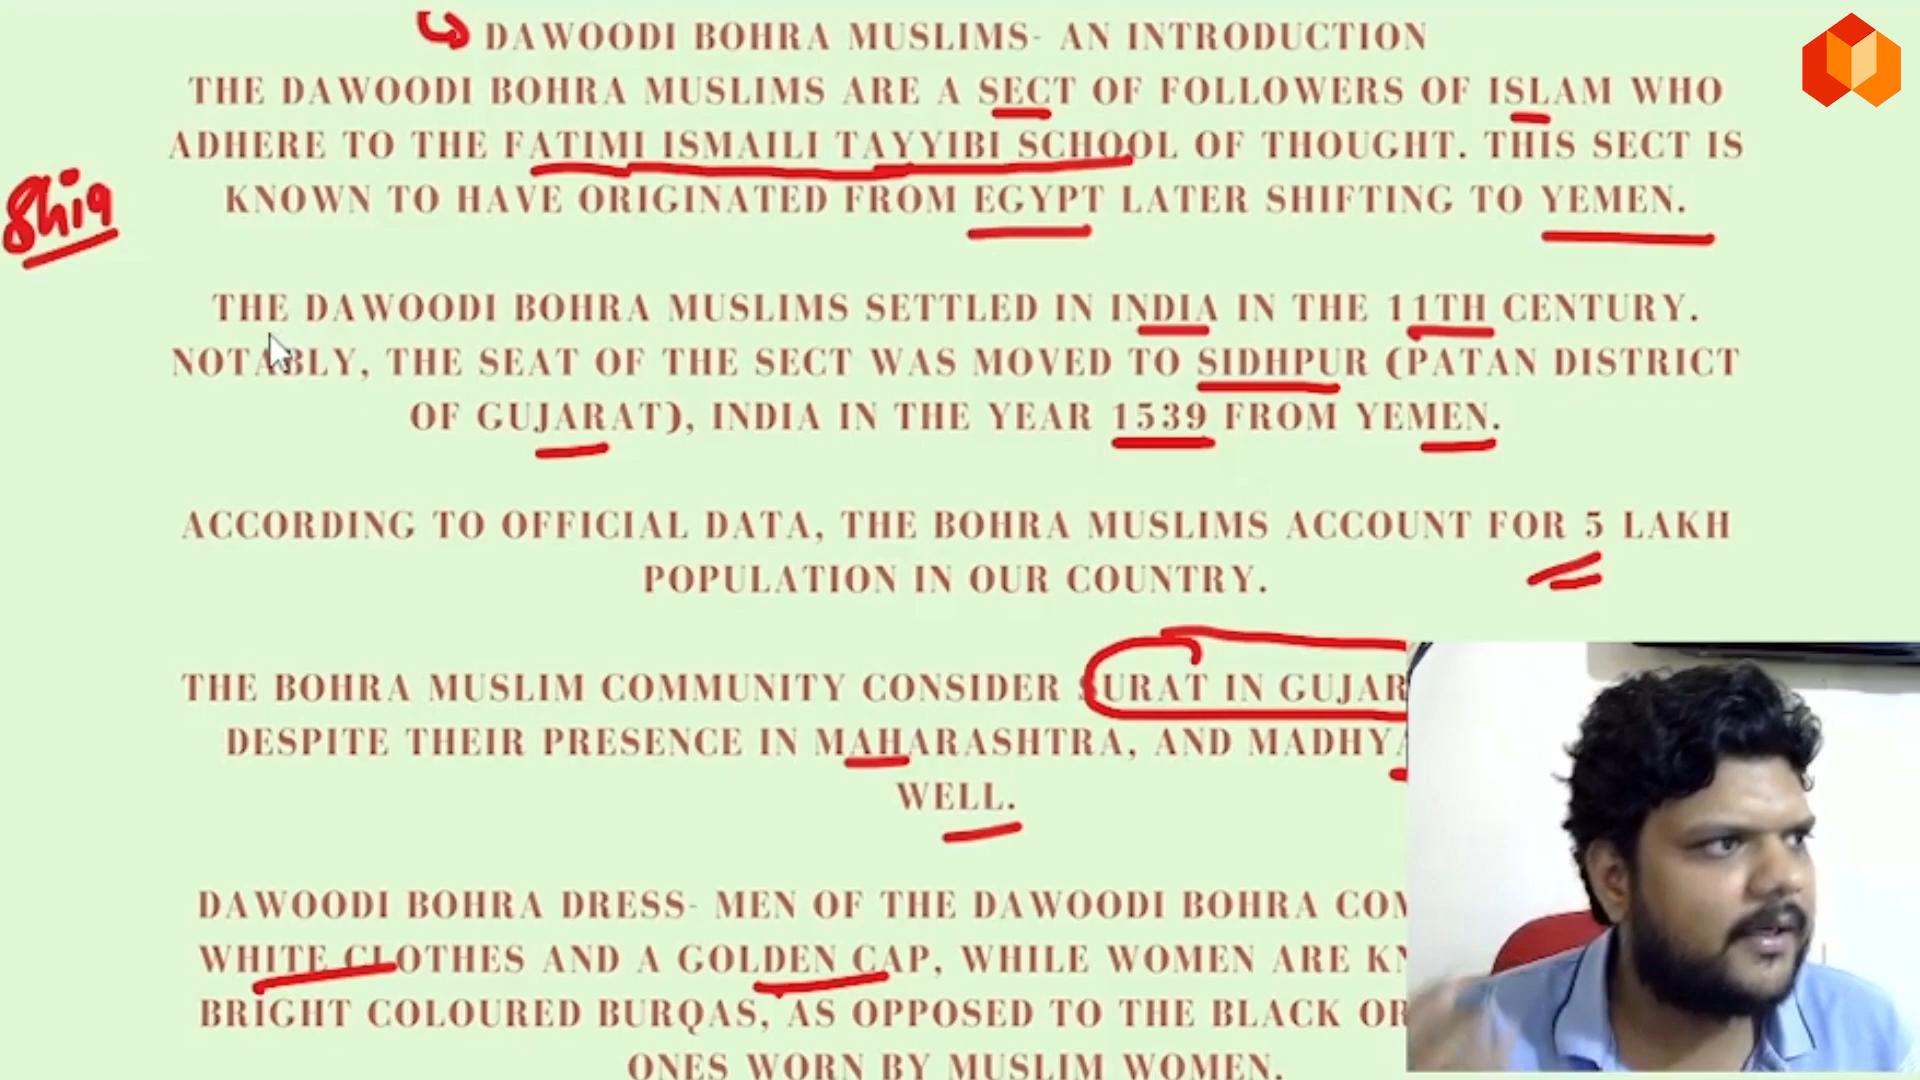 DAWOODI BOHRA MUSLIMS- AN INTRODUCTION
THE DAWOODI BOHRA MUSLIMS ARE A SECT OF FOLLOWERS OF ISLAM WHO
ADHERE TO THE FATIMI ISMAILI TAYYIBI SCHOOL OF THOUGHT. THIS SECT IS
Shia
KNOWN TO HAVE ORIGINATED FROM EGYPT LATER SHIFTING TO YEMEN.
THE DAWOODI BOHRA MUSLIMS SETTLED IN INDIA IN THE 11TH CENTURY.
NOTABLY, THE SEAT OF THE SECT WAS MOVED TO SIDHPUR (PATAN DISTRICT
OF GUJARAT), INDIA IN THE YEAR 1539 FROM YEMEN.
ACCORDING TO OFFICIAL DATA, THE BOHRA MUSLIMS ACCOUNT FOR 5 LAKH
POPULATION IN OUR COUNTRY.
THE BOHRA MUSLIM COMMUNITY CONSIDER SURAT IN GUJAR
DESPITE THEIR PRESENCE IN MAHARASHTRA, AND MADHYA
WELL.
DAWOODI BOHRA DRESS- MEN OF THE DAWOODI BOHRA
WHITE CLOTHES AND A GOLDEN CAP, WHILE WOMEN ARE
BRIGHT COLOURED BURQAS, AS OPPOSED TO THE BLACK OR
ONES WORN BY MUSLIM WOMEN.